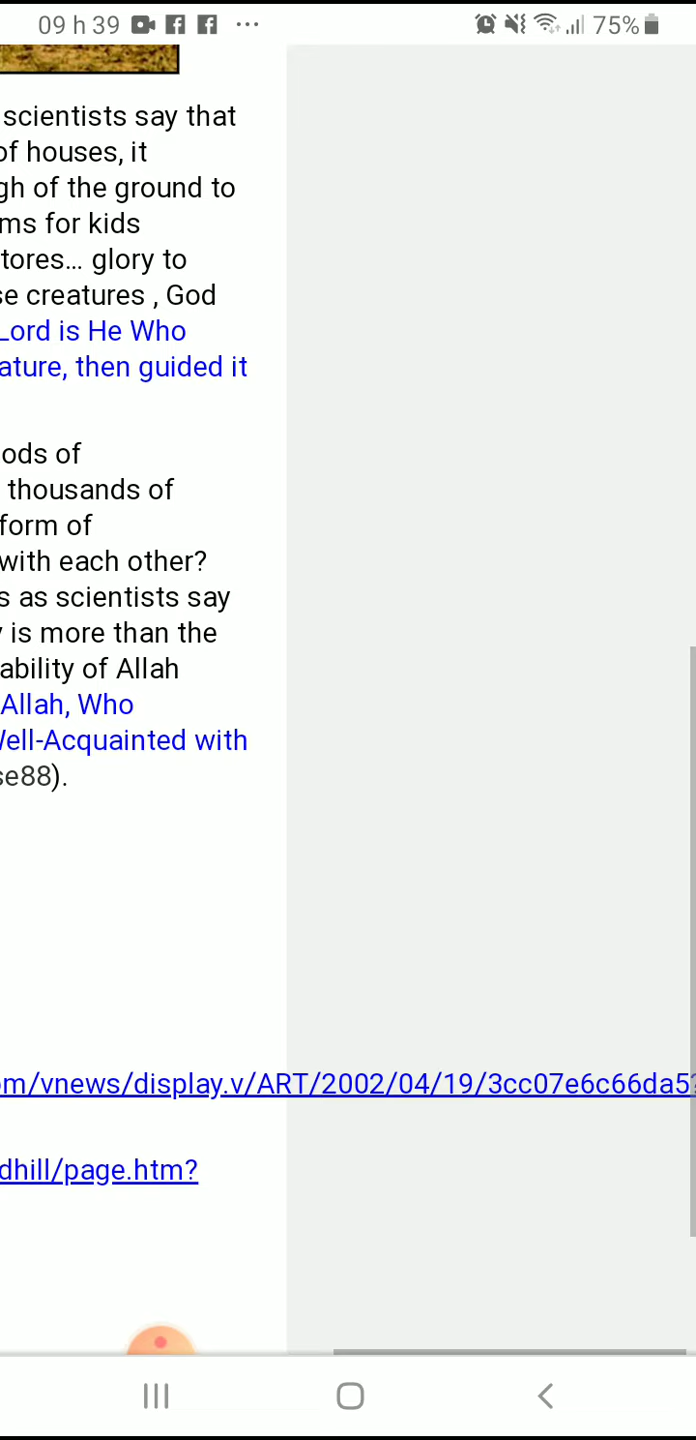 09 h 39
75%
scientists say that
of houses, it
gh of the ground to
ms for kids
tores... glory to
se creatures , God
Lord is He Who
ature, then guided it
ods of
thousands of
form of
with each other?
s as scientists say
y is more than the
ability of Allah
Allah, Who
Well-Acquainted with
se88).
om/vnews/display.v/ART/2002/04/19/3cc07e6c66da5?
dhill/page.htm?